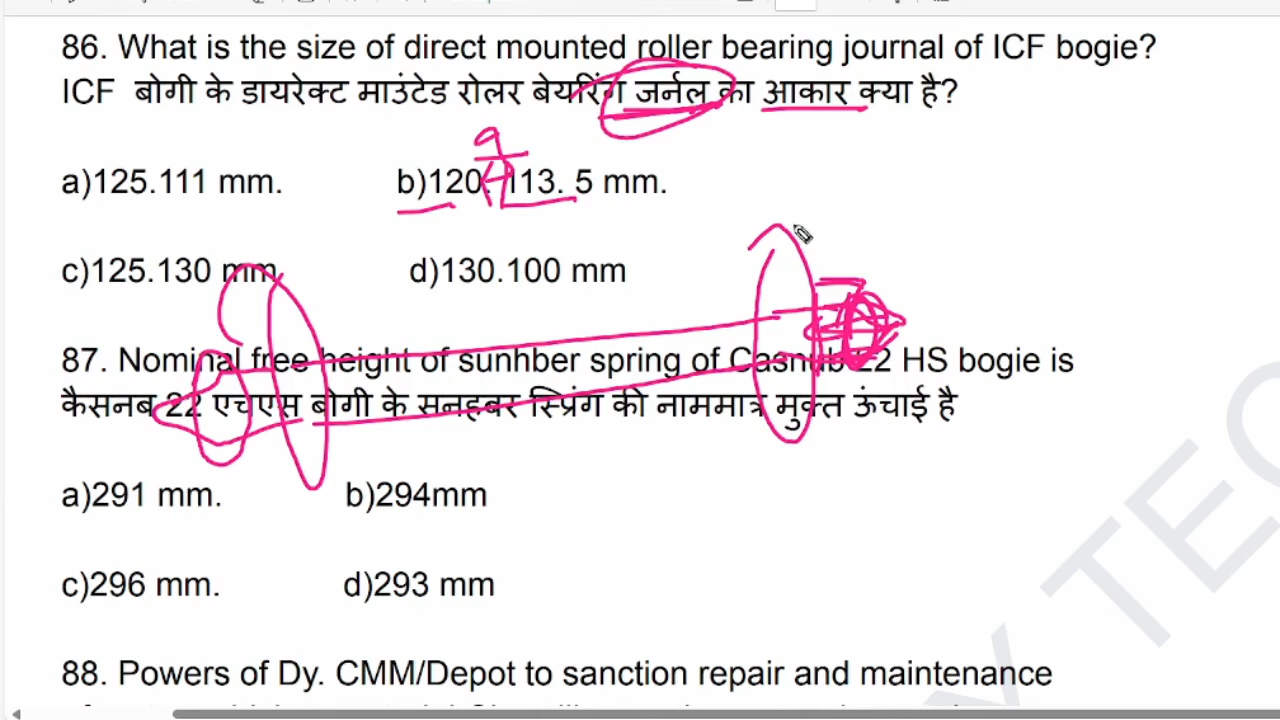 86. What is the size of direct mounted roller bearing journal of ICF bogie?
ICF बोगी के डायरेक्ट माउंटेड रोलर बेयरिंग जर्नल का आकार क्या है?
a)125.111 mm. b)120. 113. 5 mm.
c)125.130 mm. d)130.100 mm
87. Nominal free height of sunhber spring of Casnub 22 HS bogie is
कैसनब 22 एचएस बोगी के सनहबर स्प्रिंग की नाममात्र मुक्त ऊंचाई है
a)291 mm. b)294mm
c)296 mm. d)293 mm
88. Powers of Dy. CMM/Depot to sanction repair and maintenance
Y TEC